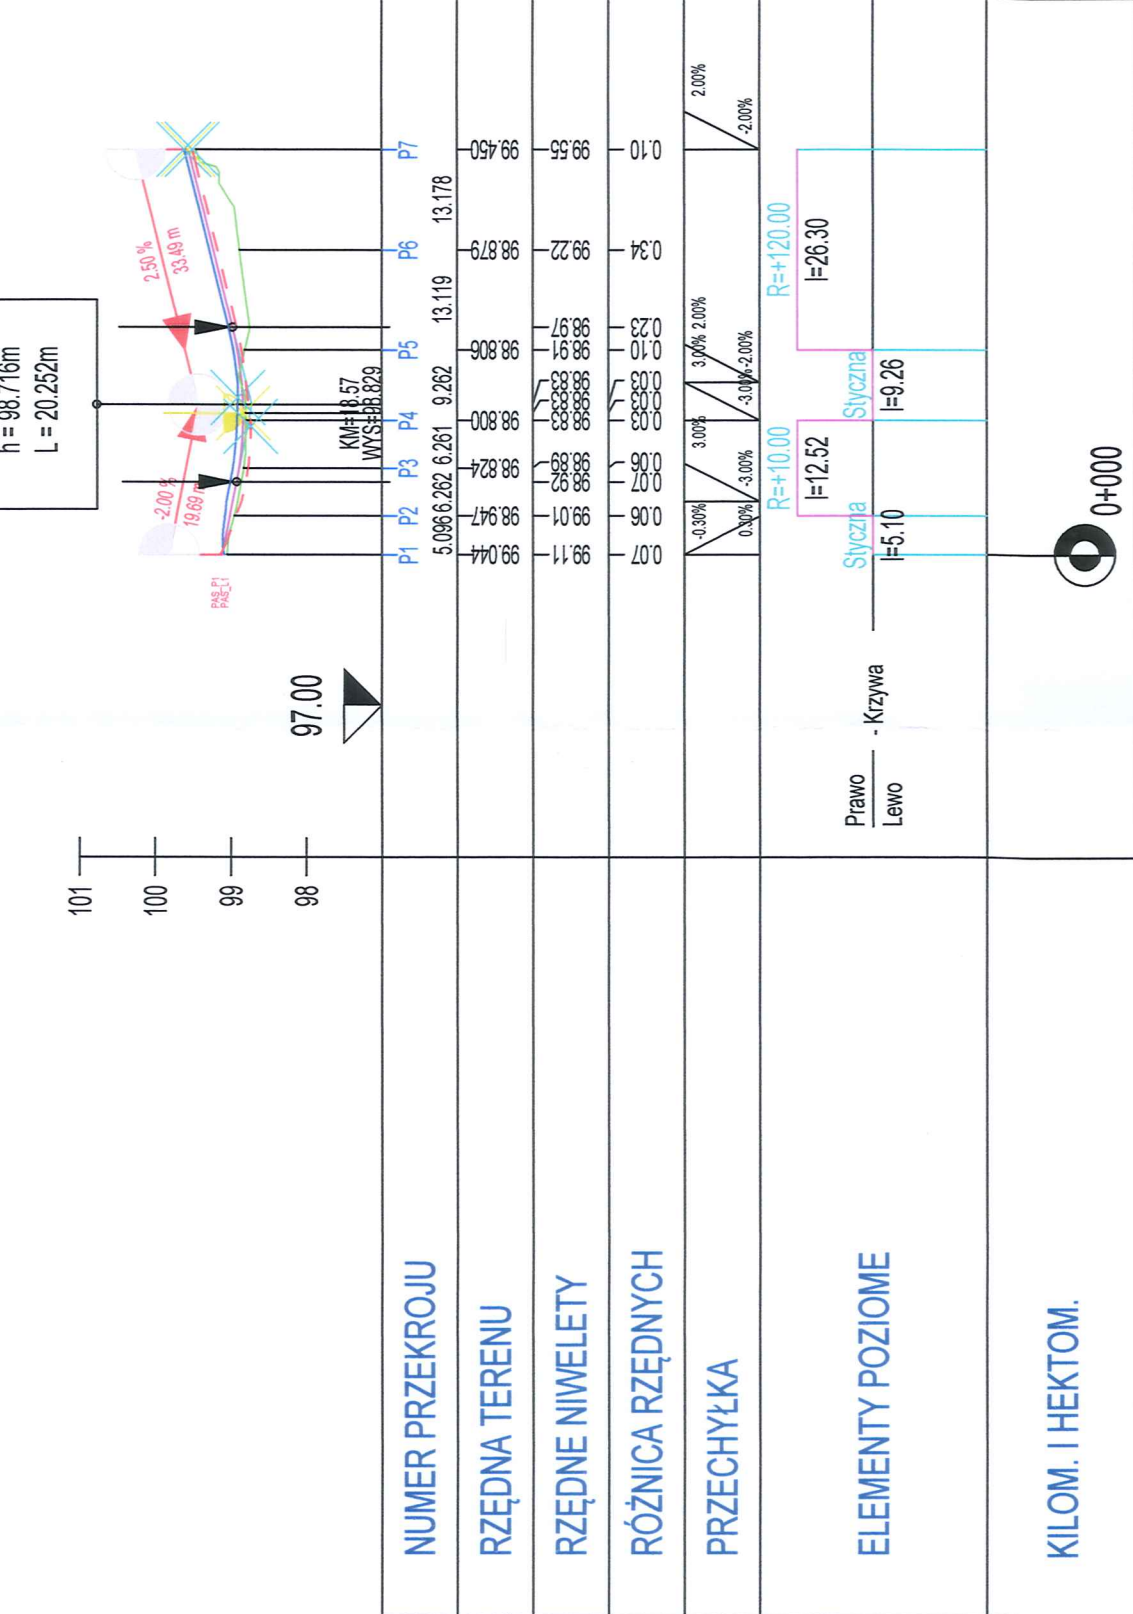 h = 98.716m
L = 20.252m
101
100
99
98
97.00
-2.00 %
19.69 m
2.50 %
33.49 m
PAS_P1
PAS_L1
KM=18.57
WYS=98.829
NUMER PRZEKROJU
P1 P2 P3 P4 P5 P6 P7
5.096 6.262 6.261 9.262 13.119 13.178
RZĘDNA TERENU
99.044 98.947 98.824 98.800 98.806 98.879 99.450
RZĘDNE NIWELETY
99.11 99.01 98.92 98.89 98.83 98.83 98.83 98.91 98.97 99.22 99.55
RÓŻNICA RZĘDNYCH
0.07 0.06 0.07 0.06 0.03 0.03 0.03 0.10 0.23 0.34 0.10
PRZECHYŁKA
-0.30% 3.00% 3.00% 2.00% 2.00%
0.30% -3.00% -3.00% -2.00% -2.00%
ELEMENTY POZIOME
Prawo
Lewo
- Krzywa
Styczna
l=5.10
R=+10.00
l=12.52
Styczna
l=9.26
R=+120.00
l=26.30
KILOM. I HEKTOM.
0+000